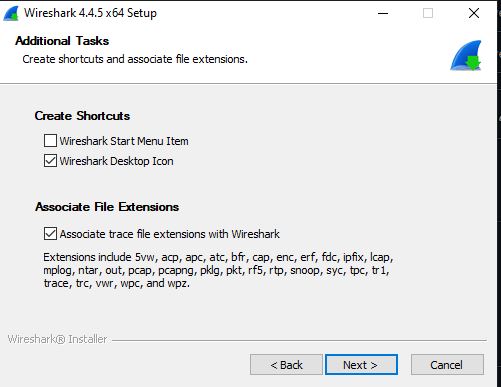 Wireshark 4.4.5 x64 Setup
Additional Tasks
Create shortcuts and associate file extensions.
Create Shortcuts
Wireshark Start Menu Item
Wireshark Desktop Icon
Associate File Extensions
Associate trace file extensions with Wireshark
Extensions include 5vw, acp, apc, atc, bfr, cap, enc, erf, fdc, ipfix, lcap,
mplog, ntar, out, pcap, pcapng, pklg, pkt, rf5, rtp, snoop, syc, tpc, tr1,
trace, trc, vwr, wpc, and wpz.
Wireshark® Installer
< Back Next > Cancel